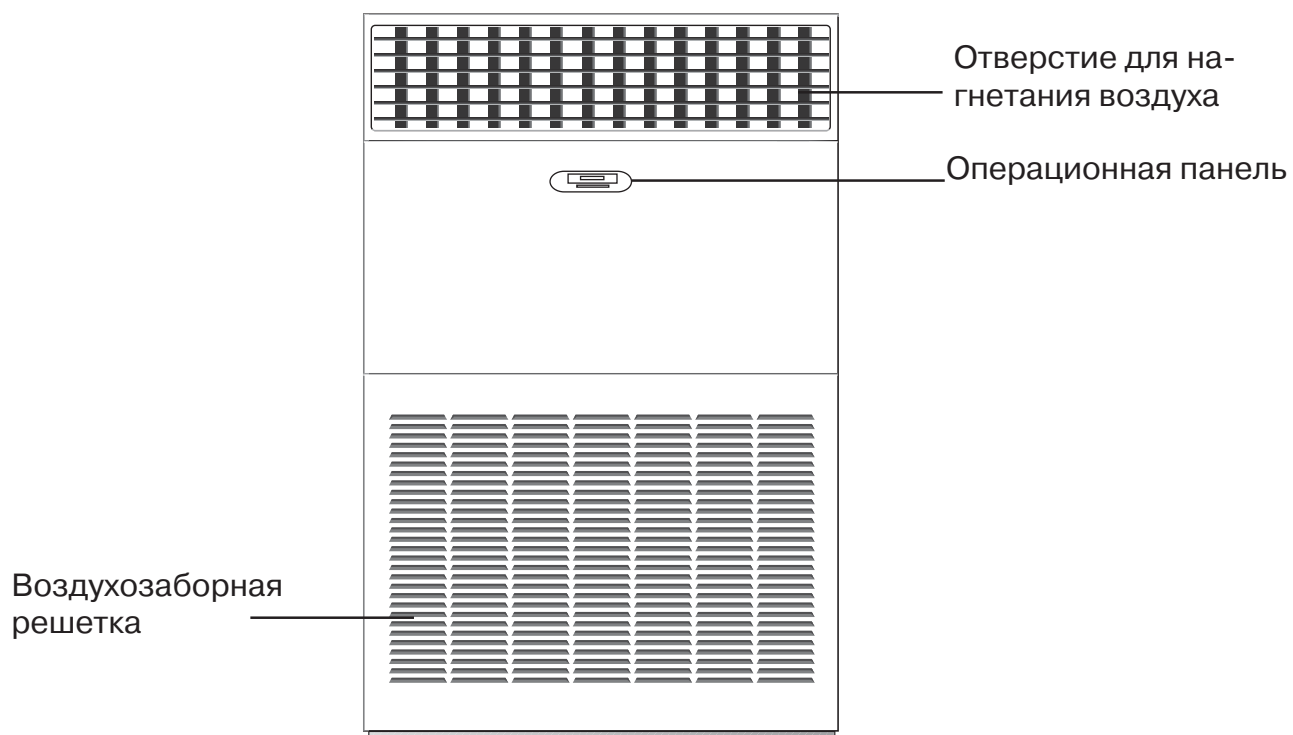 Отверстие для на-
гнетания воздуха
Операционная панель
Воздухозаборная
решетка